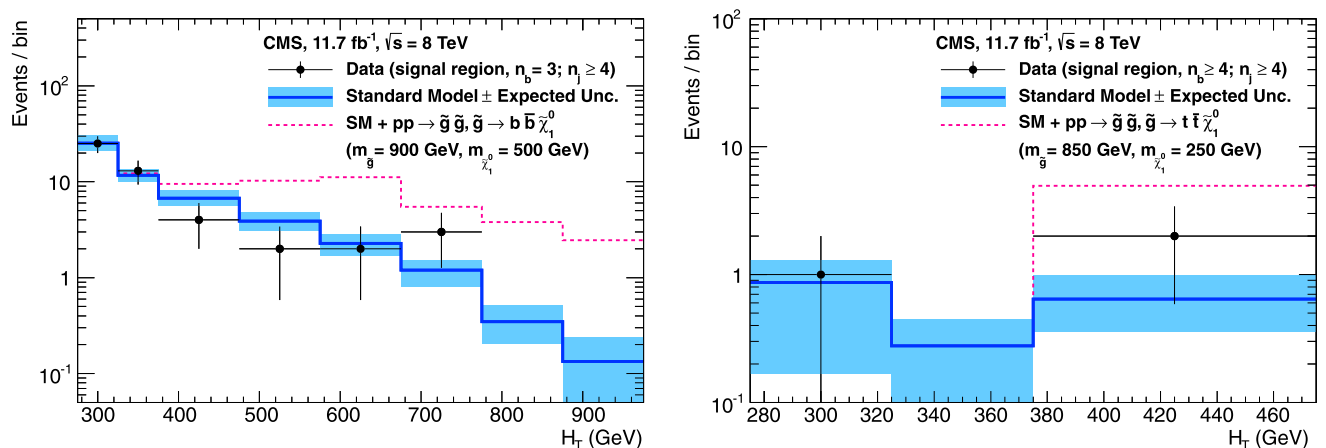 CMS, 11.7 fb⁻¹, √s = 8 TeV
Data (signal region, n_b = 3; n_j ≥ 4)
Standard Model ± Expected Unc.
SM + pp → g̃ g̃, g̃ → b b̅ χ̃₁⁰
(m_g̃ = 900 GeV, m_χ̃₁⁰ = 500 GeV)
Events / bin
10²
10
1
10⁻¹
300 400 500 600 700 800 900
H_T (GeV)
10²
CMS, 11.7 fb⁻¹, √s = 8 TeV
Data (signal region, n_b ≥ 4; n_j ≥ 4)
Standard Model ± Expected Unc.
SM + pp → g̃ g̃, g̃ → t t̅ χ̃₁⁰
(m_g̃ = 850 GeV, m_χ̃₁⁰ = 250 GeV)
Events / bin
10
1
10⁻¹
280 300 320 340 360 380 400 420 440 460
H_T (GeV)